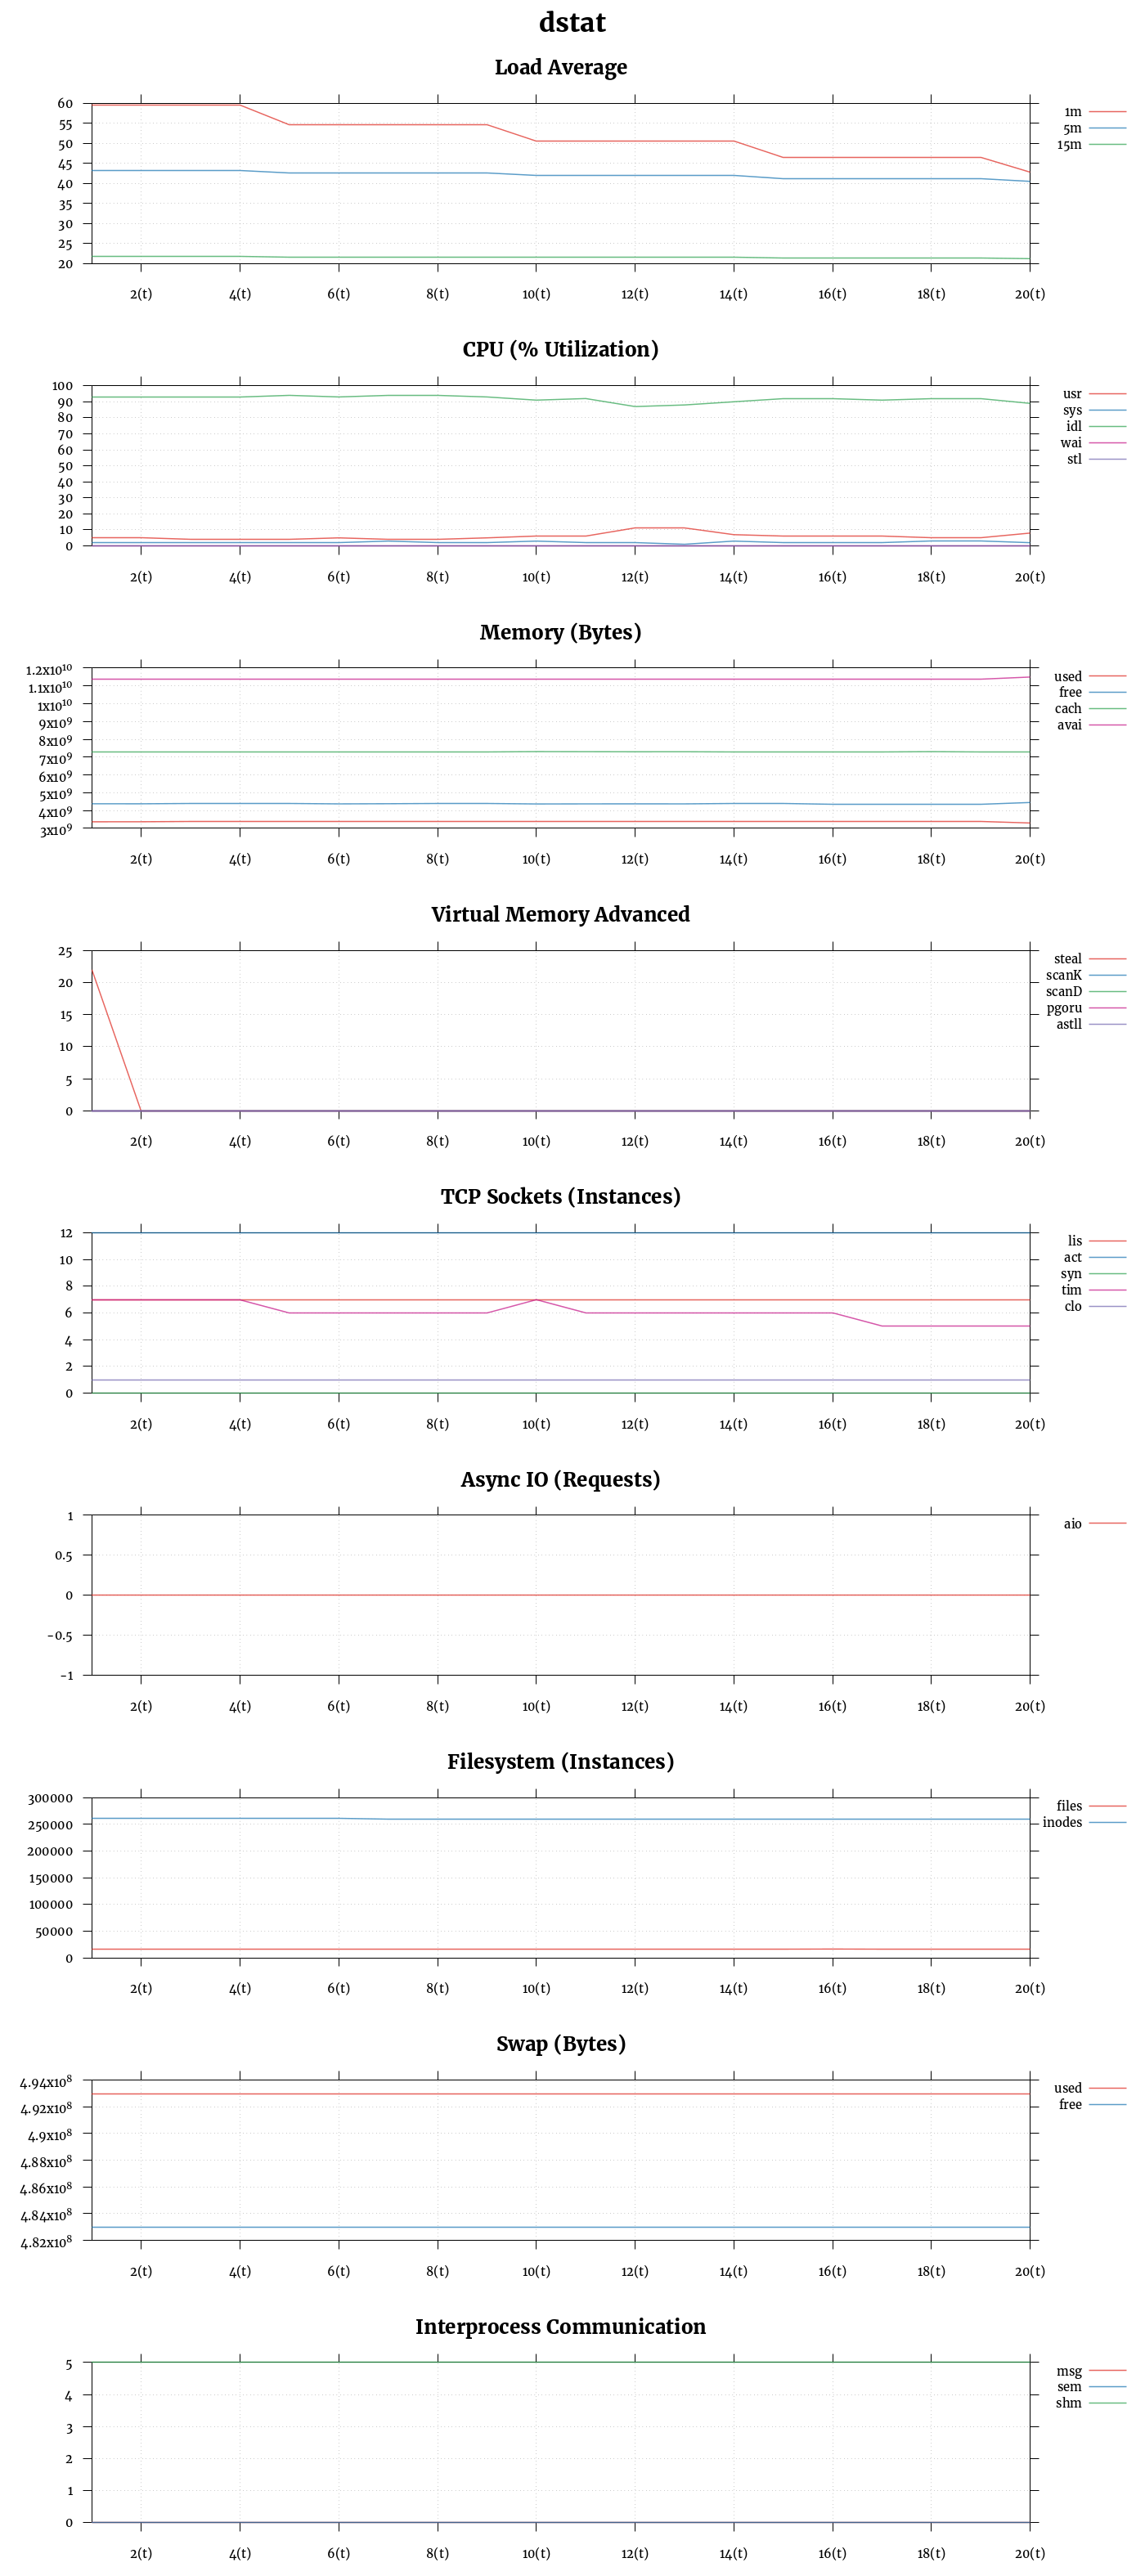 dstat
Load Average
60
55
50
45
40
35
30
25
20
1m
5m
15m
2(t) 4(t) 6(t) 8(t) 10(t) 12(t) 14(t) 16(t) 18(t) 20(t)
CPU (% Utilization)
100
90
80
70
60
50
40
30
20
10
0
usr
sys
idl
wai
stl
2(t) 4(t) 6(t) 8(t) 10(t) 12(t) 14(t) 16(t) 18(t) 20(t)
Memory (Bytes)
1.2x10¹⁰
1.1x10¹⁰
1x10¹⁰
9x10⁹
8x10⁹
7x10⁹
6x10⁹
5x10⁹
4x10⁹
3x10⁹
used
free
cach
avai
2(t) 4(t) 6(t) 8(t) 10(t) 12(t) 14(t) 16(t) 18(t) 20(t)
Virtual Memory Advanced
25
20
15
10
5
0
steal
scanK
scanD
pgoru
astll
2(t) 4(t) 6(t) 8(t) 10(t) 12(t) 14(t) 16(t) 18(t) 20(t)
TCP Sockets (Instances)
12
10
8
6
4
2
0
lis
act
syn
tim
clo
2(t) 4(t) 6(t) 8(t) 10(t) 12(t) 14(t) 16(t) 18(t) 20(t)
Async IO (Requests)
1
0.5
0
-0.5
-1
aio
2(t) 4(t) 6(t) 8(t) 10(t) 12(t) 14(t) 16(t) 18(t) 20(t)
Filesystem (Instances)
300000
250000
200000
150000
100000
50000
0
files
inodes
2(t) 4(t) 6(t) 8(t) 10(t) 12(t) 14(t) 16(t) 18(t) 20(t)
Swap (Bytes)
4.94x10⁸
4.92x10⁸
4.9x10⁸
4.88x10⁸
4.86x10⁸
4.84x10⁸
4.82x10⁸
used
free
2(t) 4(t) 6(t) 8(t) 10(t) 12(t) 14(t) 16(t) 18(t) 20(t)
Interprocess Communication
5
4
3
2
1
0
msg
sem
shm
2(t) 4(t) 6(t) 8(t) 10(t) 12(t) 14(t) 16(t) 18(t) 20(t)